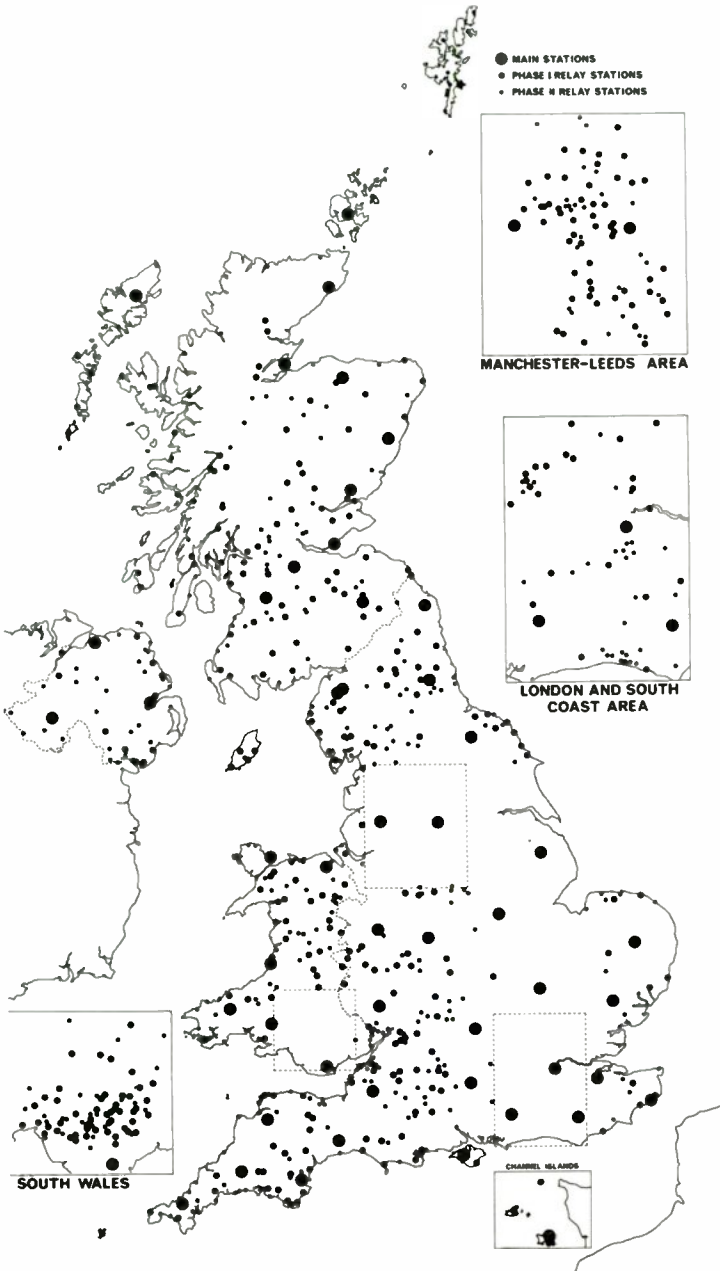 MAIN STATIONS
PHASE I RELAY STATIONS
PHASE II RELAY STATIONS
MANCHESTER-LEEDS AREA
LONDON AND SOUTH
COAST AREA
SOUTH WALES
CHANNEL ISLANDS